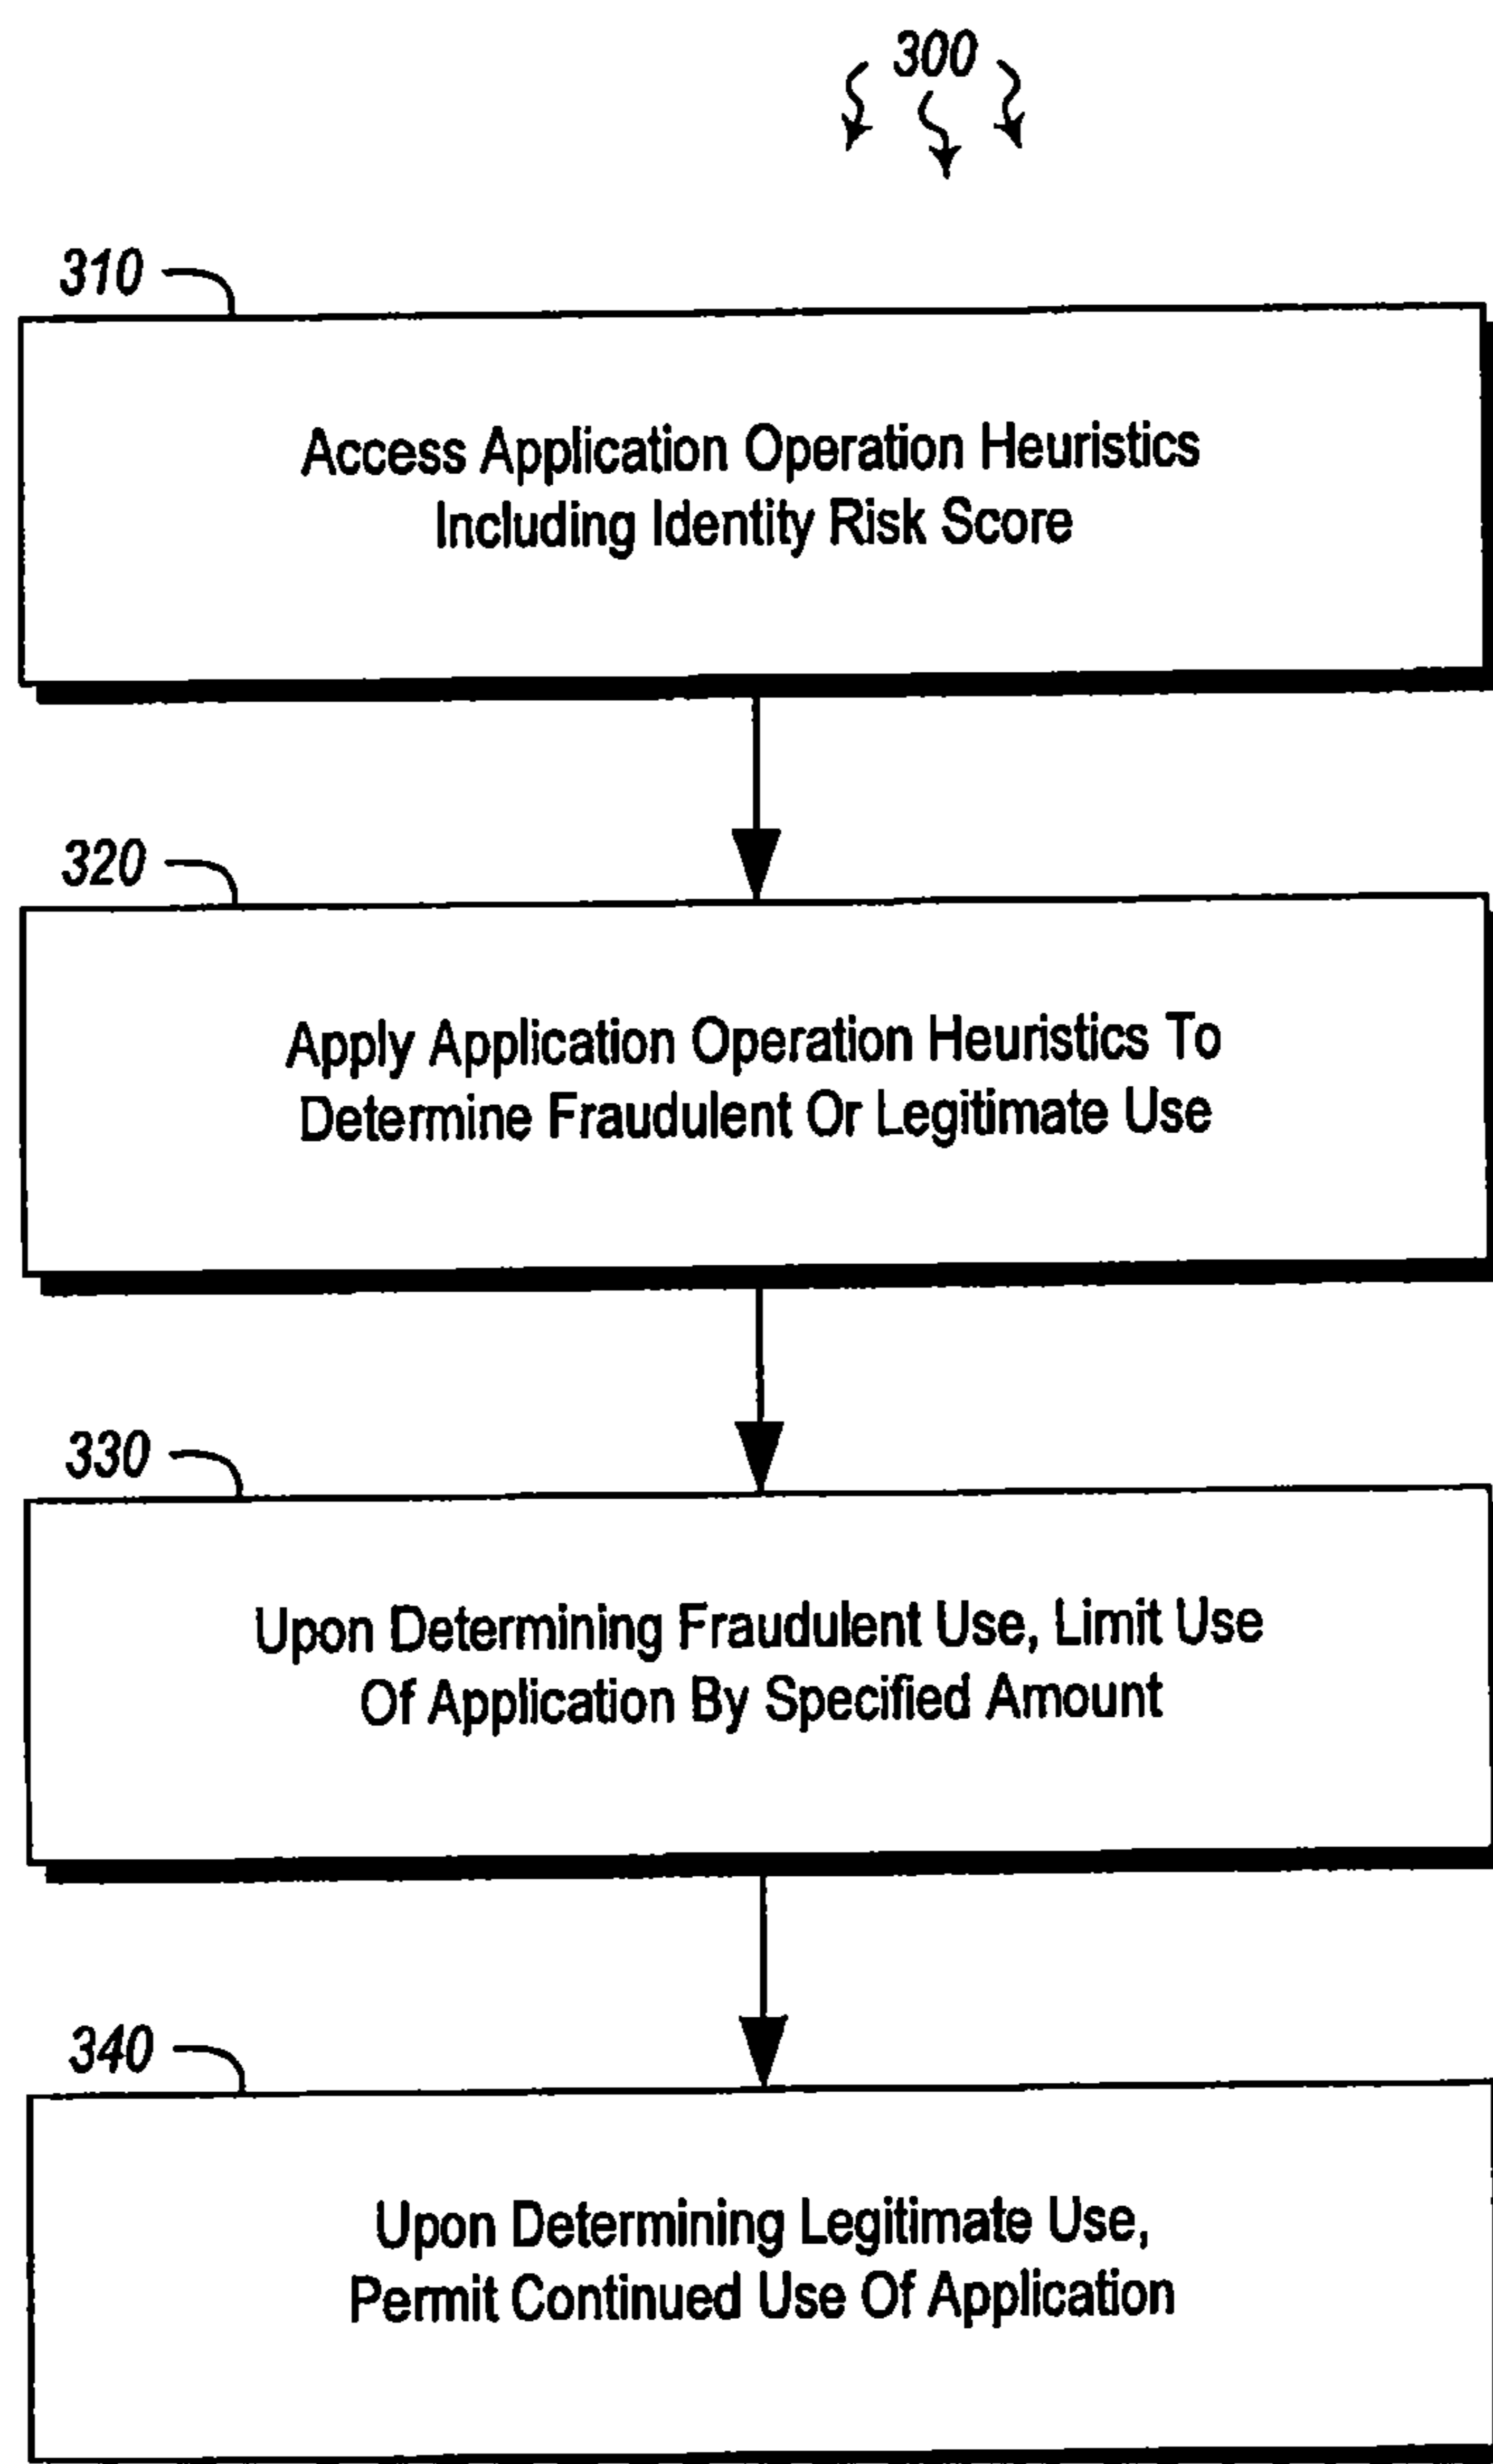 300
310
Access Application Operation Heuristics
Including Identity Risk Score
320
Apply Application Operation Heuristics To
Determine Fraudulent Or Legitimate Use
330
Upon Determining Fraudulent Use, Limit Use
Of Application By Specified Amount
340
Upon Determining Legitimate Use,
Permit Continued Use Of Application